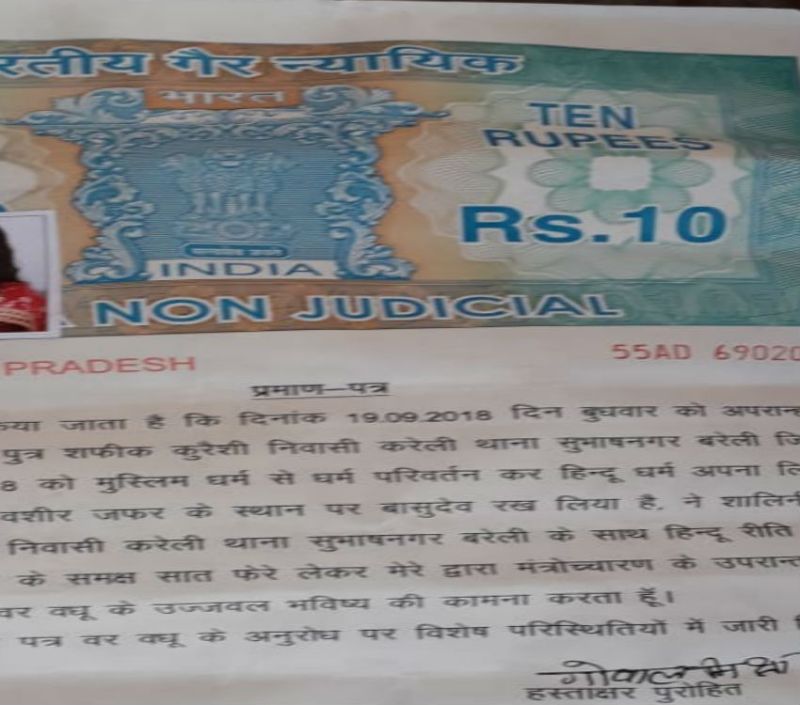 रतीय गैर न्यायिक
भारत
TEN
RUPEES
Rs.10
INDIA
NON JUDICIAL
PRADESH
55AD 69020
प्रमाण-पत्र
जाता है कि दिनांक 19.09.2018 दिन बुधवार को अपरान्ह
पुत्र शफीक कुरैशी निवासी करेली थाना सुभाषनगर बरेली जि
8 को मुस्लिम धर्म से धर्म परिवर्तन कर हिन्दू धर्म अपना लि
वशीर जफर के स्थान पर बासुदेव रख लिया है, ने शालिनी
निवासी करेली थाना सुभाषनगर बरेली के साथ हिन्दू रीति
के समक्ष सात फेरे लेकर मेरे द्वारा मंत्रोच्चारण के उपरान्त
वर वधू के उज्जवल भविष्य की कामना करता हूँ।
पत्र वर वधू के अनुरोध पर विशेष परिस्थितियों में जारी
गोपाल
हस्ताक्षर पुरोहित